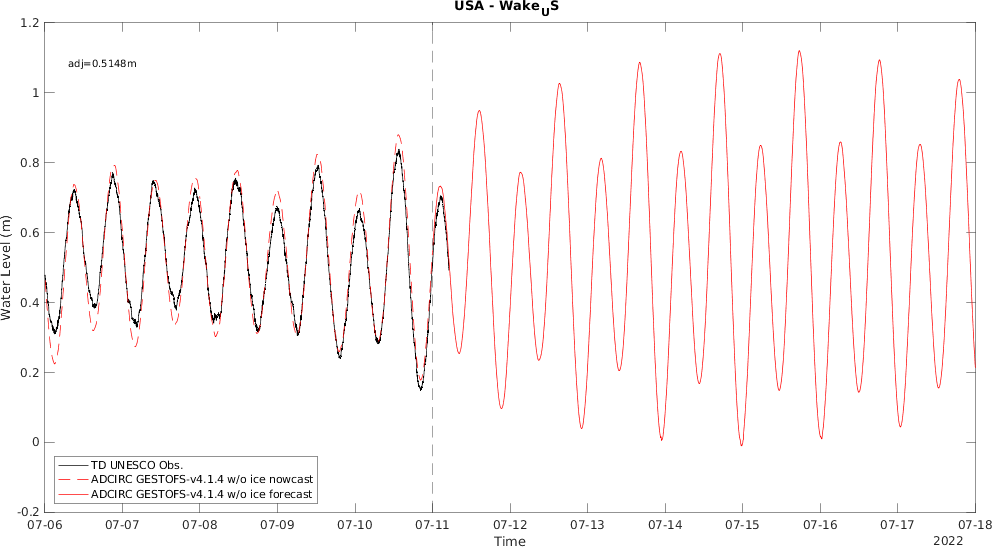 USA - Wake_US
adj=0.5148m
1.2
1
0.8
0.6
0.4
0.2
0
-0.2
Water Level (m)
TD UNESCO Obs.
ADCIRC GESTOFS-v4.1.4 w/o ice nowcast
ADCIRC GESTOFS-v4.1.4 w/o ice forecast
07-06 07-07 07-08 07-09 07-10 07-11 07-12 07-13 07-14 07-15 07-16 07-17 07-18
Time
2022